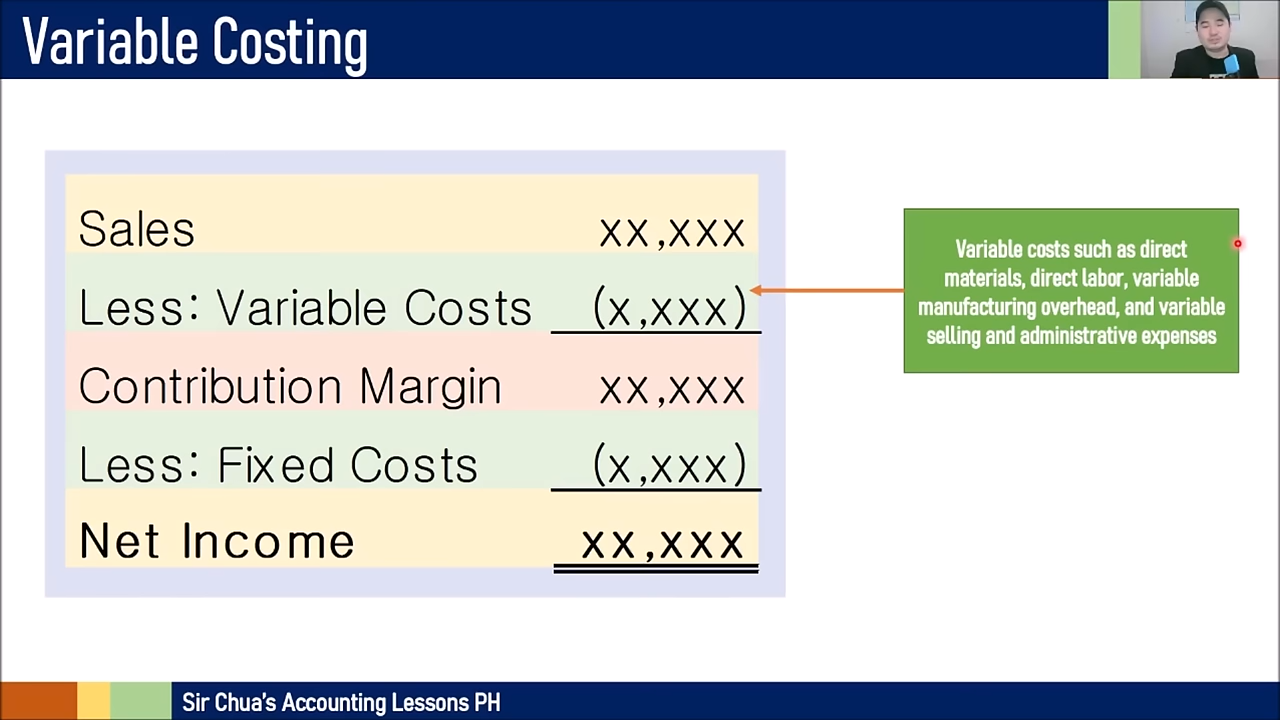 Variable Costing
Sales xx,xxx
Less: Variable Costs (x,xxx)
Contribution Margin xx,xxx
Less: Fixed Costs (x,xxx)
Net Income xx,xxx
Variable costs such as direct
materials, direct labor, variable
manufacturing overhead, and variable
selling and administrative expenses
Sir Chua's Accounting Lessons PH